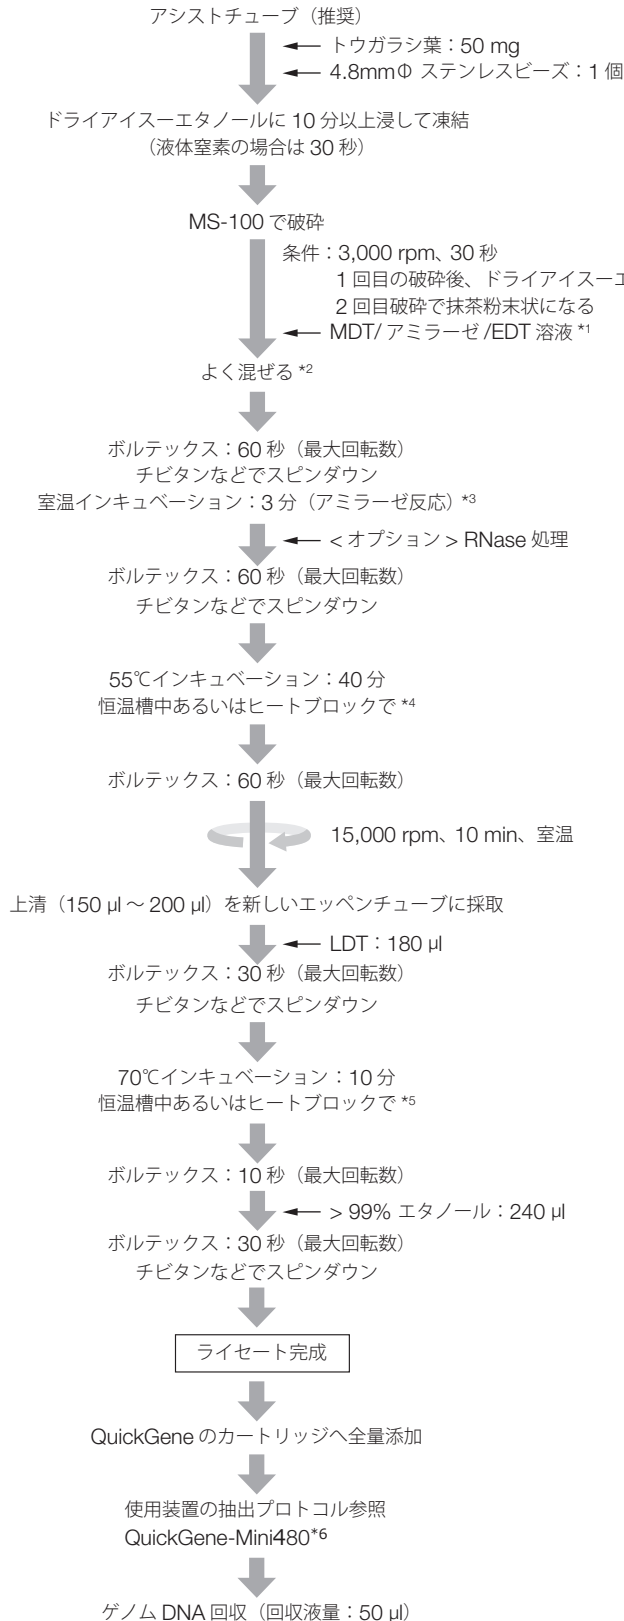 アシストチューブ（推奨）
トウガラシ葉：50 mg
4.8mmΦ ステンレスビーズ：1 個
ドライアイスーエタノールに 10 分以上浸して凍結
（液体窒素の場合は 30 秒）
MS-100 で破砕
条件：3,000 rpm、30 秒
1 回目の破砕後、ドライアイスーエ
2 回目破砕で抹茶粉末状になる
MDT/ アミラーゼ /EDT 溶液 *1
よく混ぜる *2
ボルテックス：60 秒（最大回転数）
チビタンなどでスピンダウン
室温インキュベーション：3 分（アミラーゼ反応）*3
< オプション > RNase 処理
ボルテックス：60 秒（最大回転数）
チビタンなどでスピンダウン
55℃インキュベーション：40 分
恒温槽中あるいはヒートブロックで *4
ボルテックス：60 秒（最大回転数）
15,000 rpm、10 min、室温
上清（150 µl ～ 200 µl）を新しいエッペンチューブに採取
LDT：180 µl
ボルテックス：30 秒（最大回転数）
チビタンなどでスピンダウン
70℃インキュベーション：10 分
恒温槽中あるいはヒートブロックで *5
ボルテックス：10 秒（最大回転数）
> 99% エタノール：240 µl
ボルテックス：30 秒（最大回転数）
チビタンなどでスピンダウン
ライセート完成
QuickGene のカートリッジへ全量添加
使用装置の抽出プロトコル参照
QuickGene-Mini480*6
ゲノム DNA 回収（回収液量：50 µl）